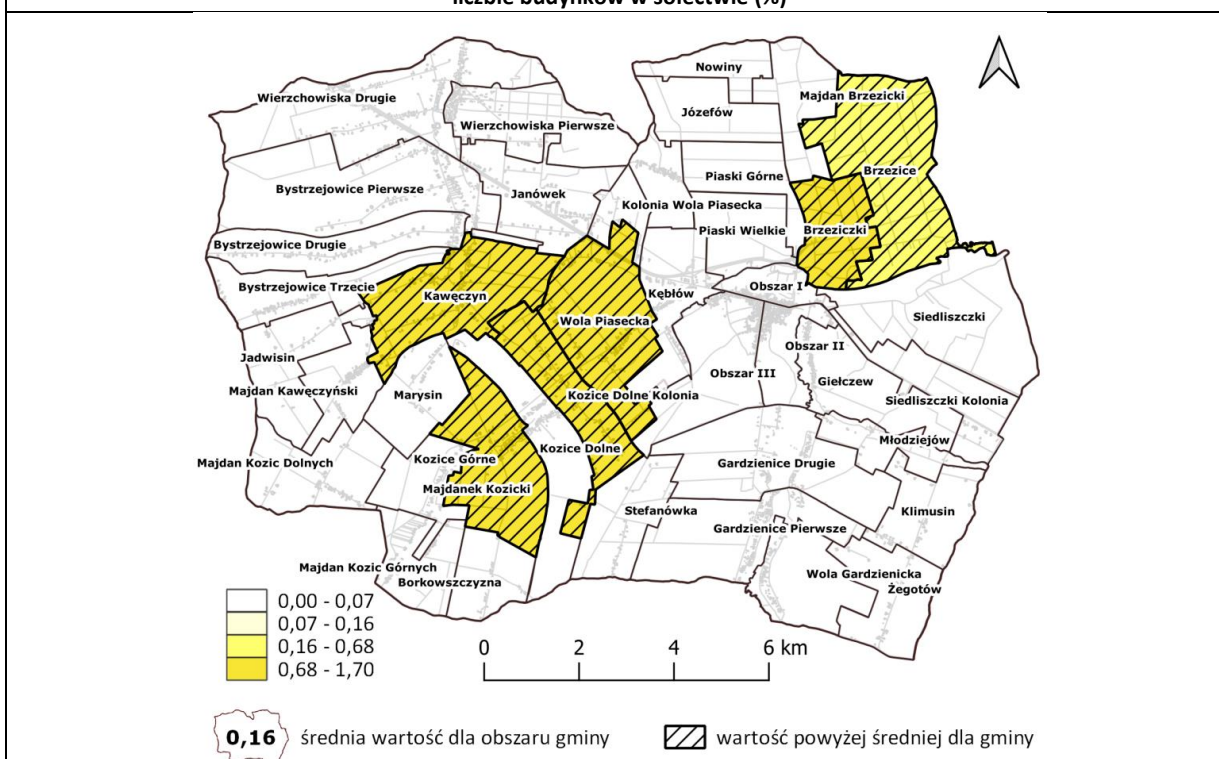 liczbie budynków w sołectwie (%)
Nowiny
Wierzchowiska Drugie
Majdan Brzezicki
Józefów
Wierzchowiska Pierwsze
Brzezice
Piaski Górne
Bystrzejowice Pierwsze
Janówek
Kolonia Wola Piasecka
Piaski Wielkie
Brzeziczki
Bystrzejowice Drugie
Bystrzejowice Trzecie
Obszar I
Kawęczyn
Kębłów
Wola Piasecka
Siedliszczki
Obszar II
Jadwisin
Obszar III
Giełczew
Majdan Kawęczyński
Marysin
Kozice Dolne Kolonia
Siedliszczki Kolonia
Młodziejów
Kozice Dolne
Majdan Kozic Dolnych
Kozice Górne
Gardzienice Drugie
Majdanek Kozicki
Stefanówka
Klimusin
Gardzienice Pierwsze
Majdan Kozic Górnych
Borkowszczyzna
Wola Gardzienicka
Żegotów
0,00 - 0,07
0,07 - 0,16
0,16 - 0,68
0,68 - 1,70
0 2 4 6 km
0,16 średnia wartość dla obszaru gminy
wartość powyżej średniej dla gminy